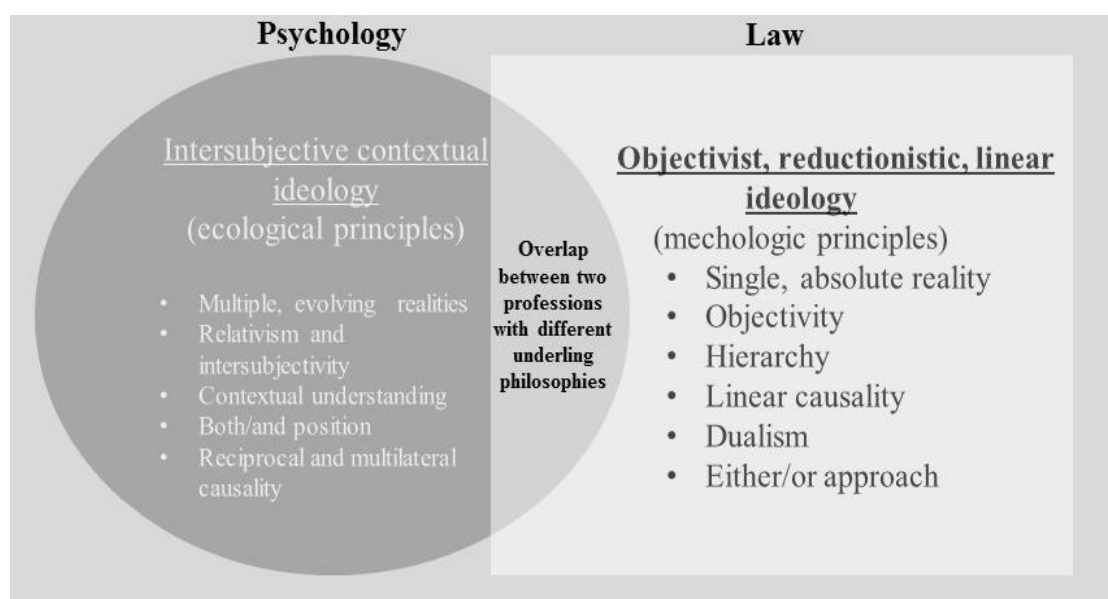 Psychology
Law
Intersubjective contextual
ideology
(ecological principles)
• Multiple, evolving realities
• Relativism and
intersubjectivity
• Contextual understanding
• Both/and position
• Reciprocal and multilateral
causality
Overlap
between two
professions
with different
underling
philosophies
Objectivist, reductionistic, linear
ideology
(mechologic principles)
• Single, absolute reality
• Objectivity
• Hierarchy
• Linear causality
• Dualism
• Either/or approach